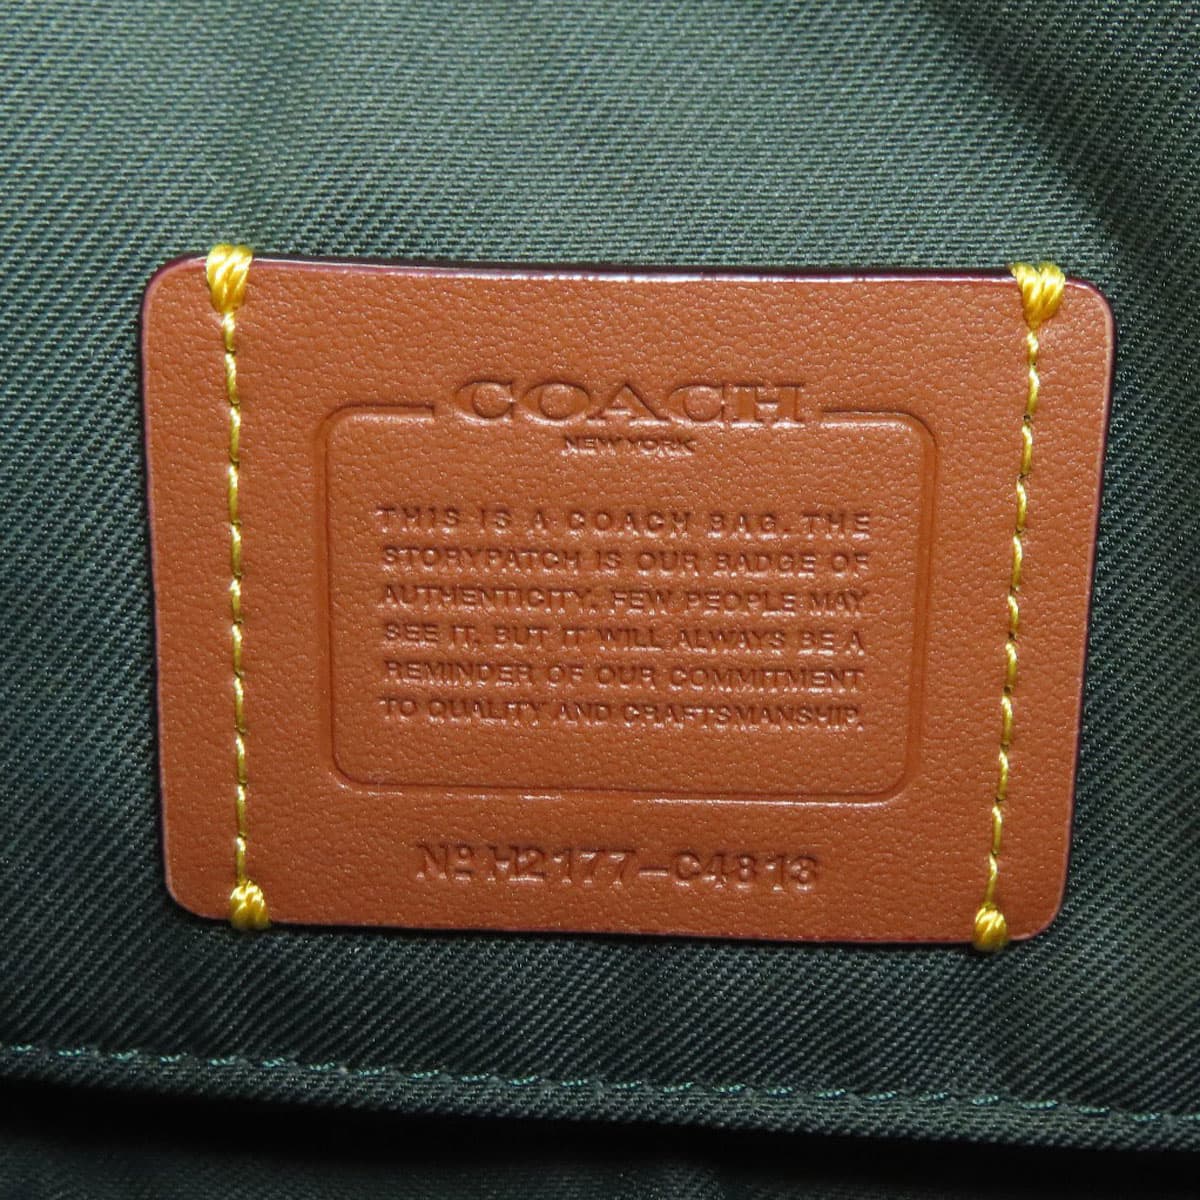 COACH
NEW YORK
THIS IS A COACH BAG. THE
STORYPATCH IS OUR BADGE OF
AUTHENTICITY. FEW PEOPLE MAY
SEE IT, BUT IT WILL ALWAYS BE A
REMINDER OF OUR COMMITMENT
TO QUALITY AND CRAFTSMANSHIP.
Nº H2177-C4813